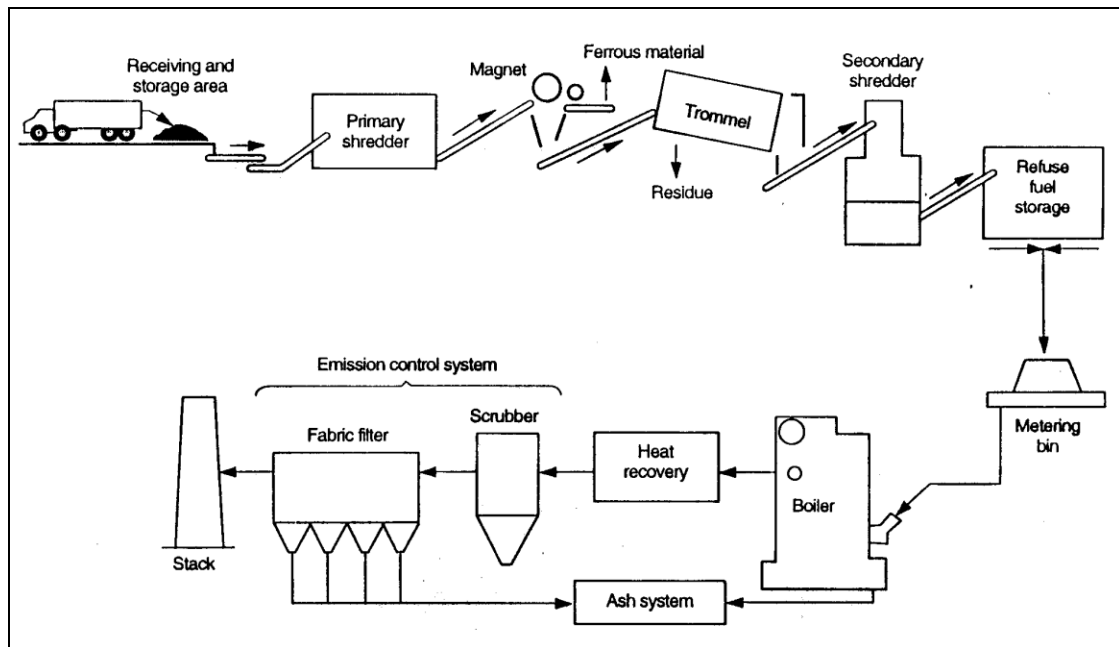 Receiving and
storage area
Primary
shredder
Magnet
Ferrous material
Trommel
Residue
Secondary
shredder
Refuse
fuel
storage
Metering
bin
Emission control system
Scrubber
Fabric filter
Heat
recovery
Boiler
Stack
Ash system